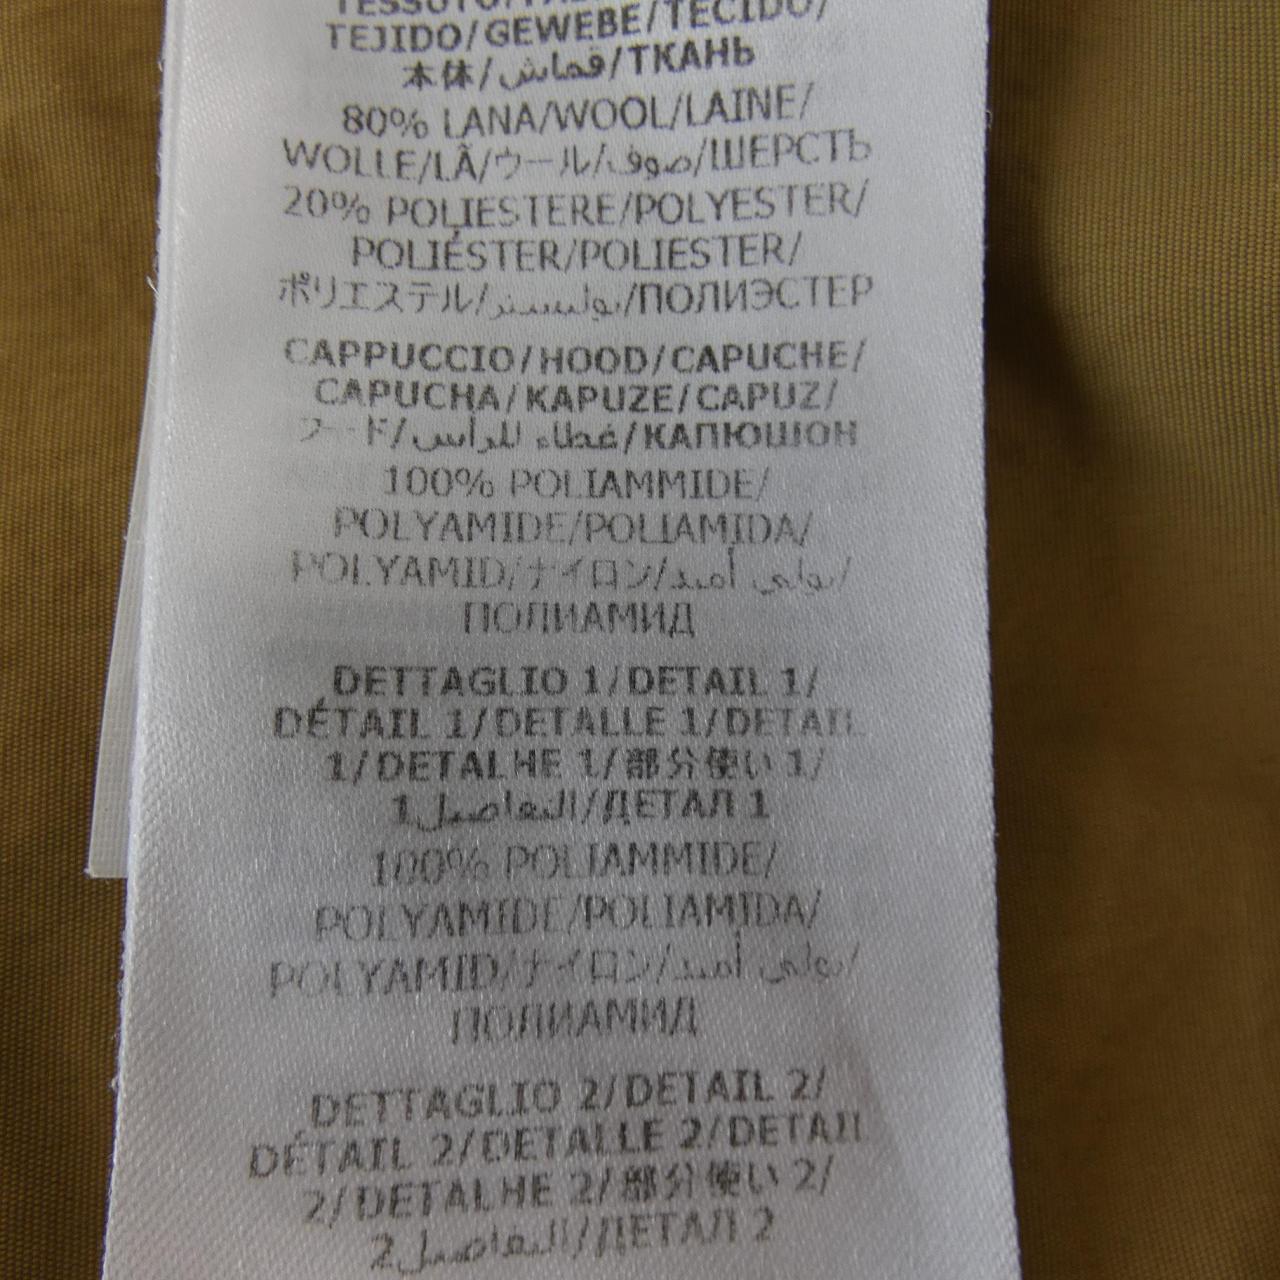 TESSUTO/
TEJIDO/GEWEBE/TECIDO/
本体/قماش/ТКАНЬ
80% LANA/WOOL/LAINE/
WOLLE/LÃ/ウール/صوف/ШЕРСТЬ
20% POLIESTERE/POLYESTER/
POLIÉSTER/POLIESTER/
ポリエステル/بوليستر/ПОЛИЭСТЕР
CAPPUCCIO/HOOD/CAPUCHE/
CAPUCHA/KAPUZE/CAPUZ/
フード/غطاء للرأس/КАПЮШОН
100% POLIAMMIDE/
POLYAMIDE/POLIAMIDA/
POLYAMID/ナイロン/بولي أميد/
ПОЛИАМИД
DETTAGLIO 1/DETAIL 1/
DÉTAIL 1/DETALLE 1/DETAIL
1/DETALHE 1/部分使い 1/
التفاصيل1/ДЕТАЛ 1
100% POLIAMMIDE/
POLYAMIDE/POLIAMIDA/
POLYAMID/ナイロン/بولي أميد/
ПОЛИАМИД
DETTAGLIO 2/DETAIL 2/
DÉTAIL 2/DETALLE 2/DETAIL
2/DETALHE 2/部分使い 2/
التفاصيل2/ДЕТАЛ 2